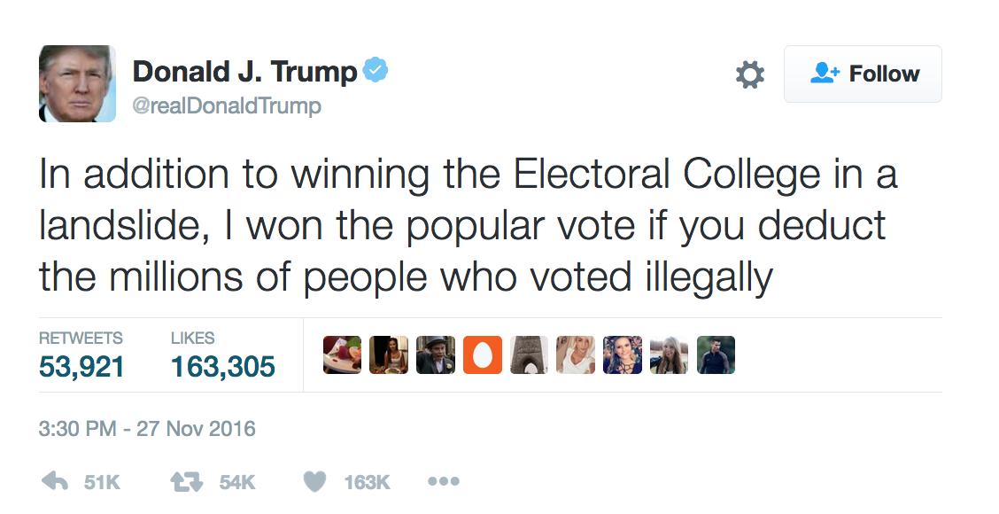 Donald J. Trump
@realDonaldTrump
Follow
In addition to winning the Electoral College in a
landslide, I won the popular vote if you deduct
the millions of people who voted illegally
RETWEETS LIKES
53,921 163,305
3:30 PM - 27 Nov 2016
51K 54K 163K